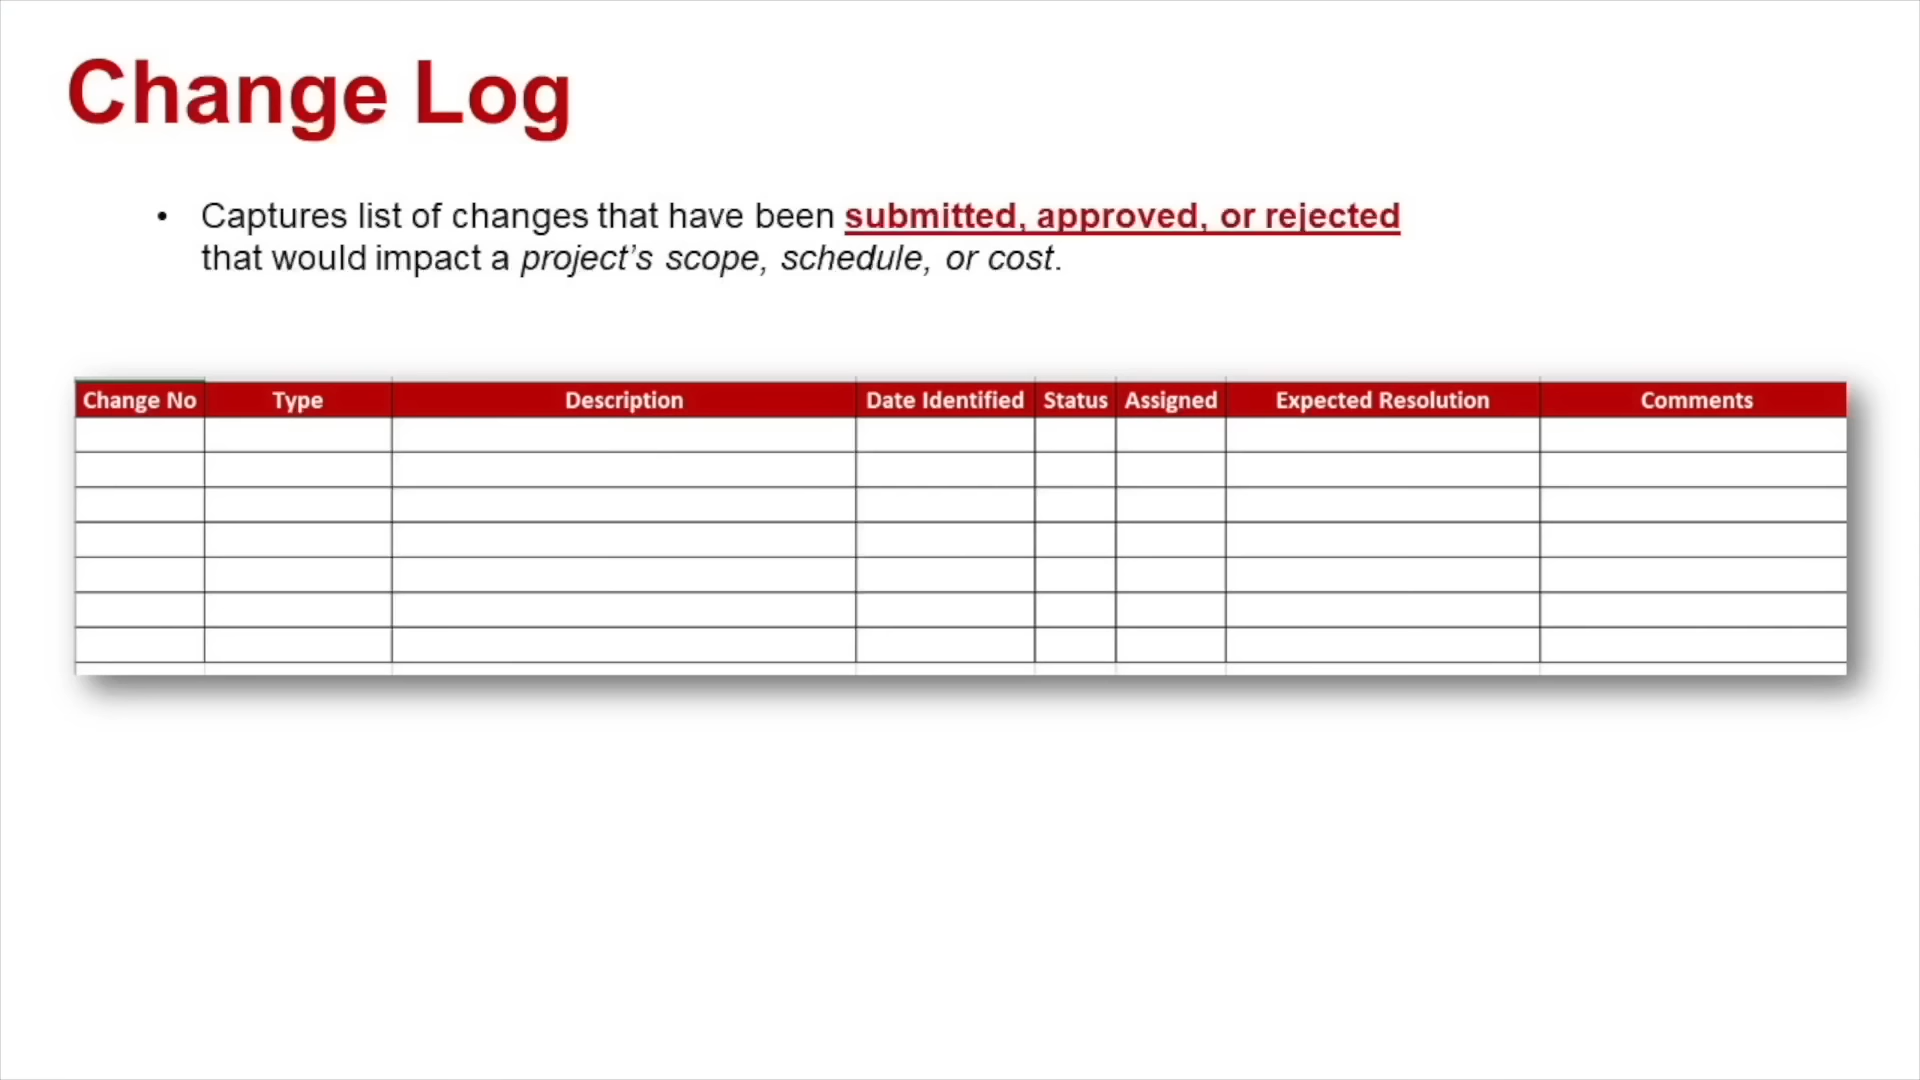 Change Log
• Captures list of changes that have been submitted, approved, or rejected
that would impact a project’s scope, schedule, or cost.
Change No Type Description Date Identified Status Assigned Expected Resolution Comments